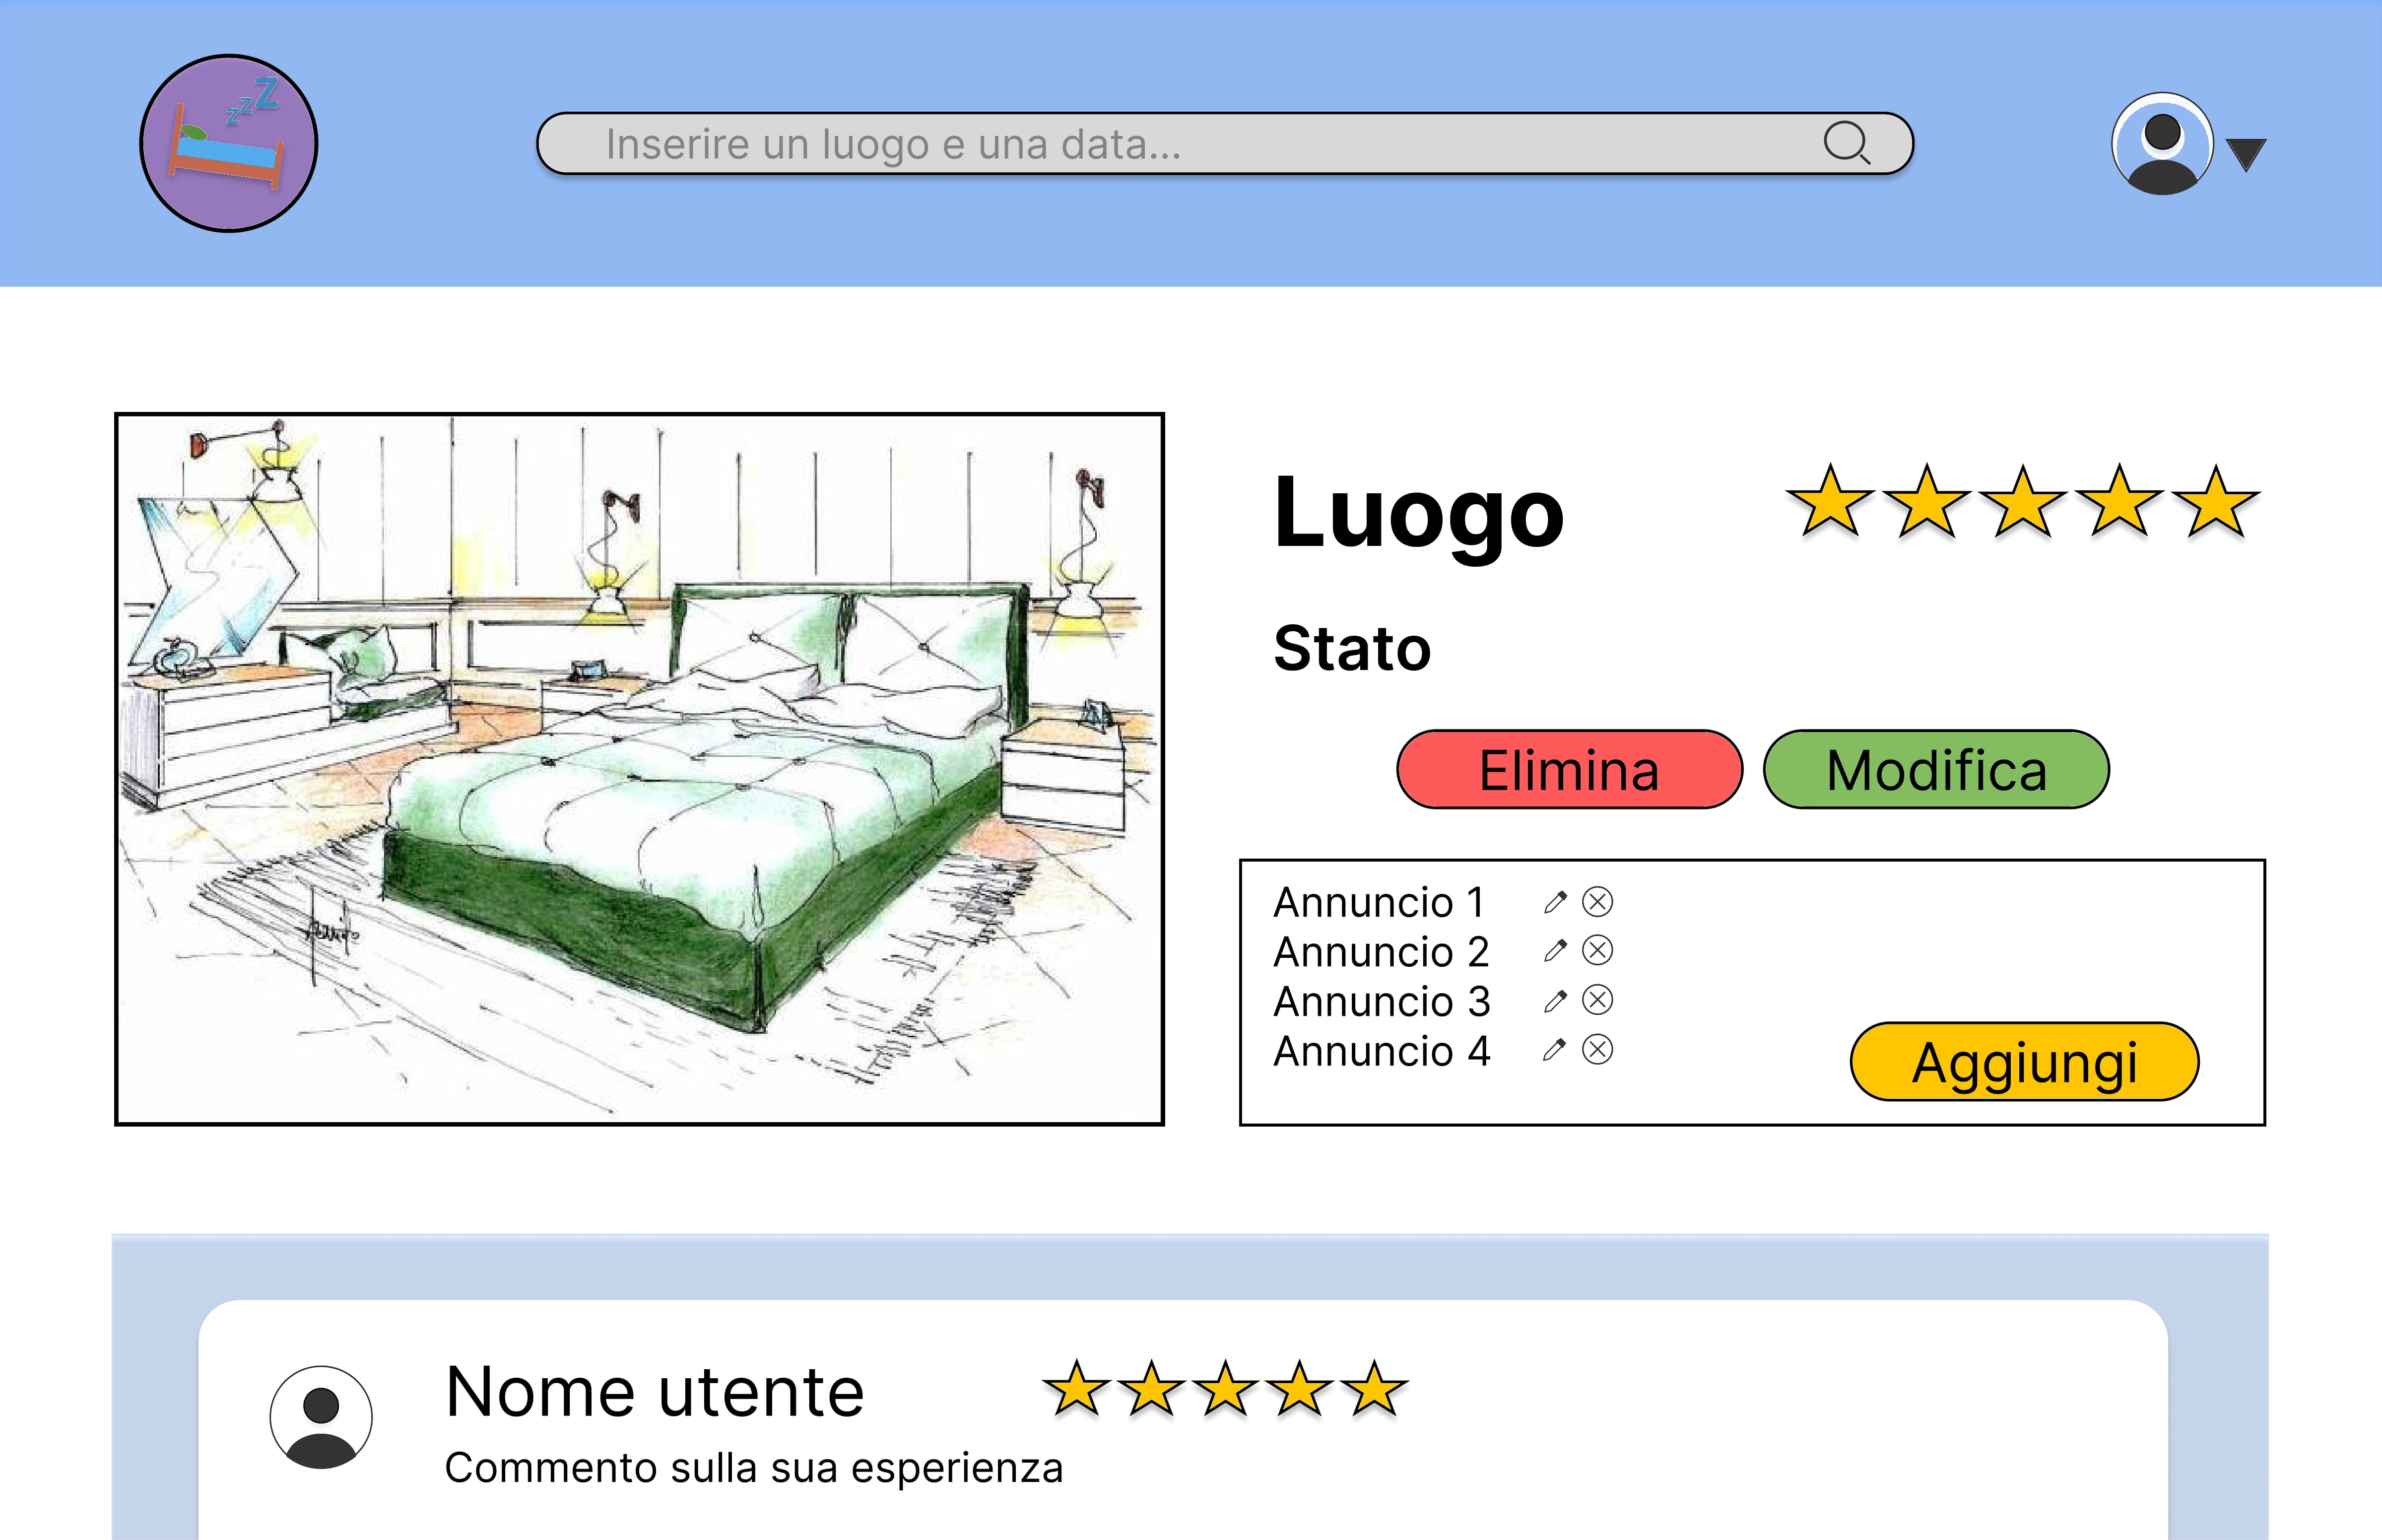 zzZ
Inserire un luogo e una data...
Luogo
Stato
Elimina
Modifica
Annuncio 1
Annuncio 2
Annuncio 3
Annuncio 4
Aggiungi
Nome utente
Commento sulla sua esperienza